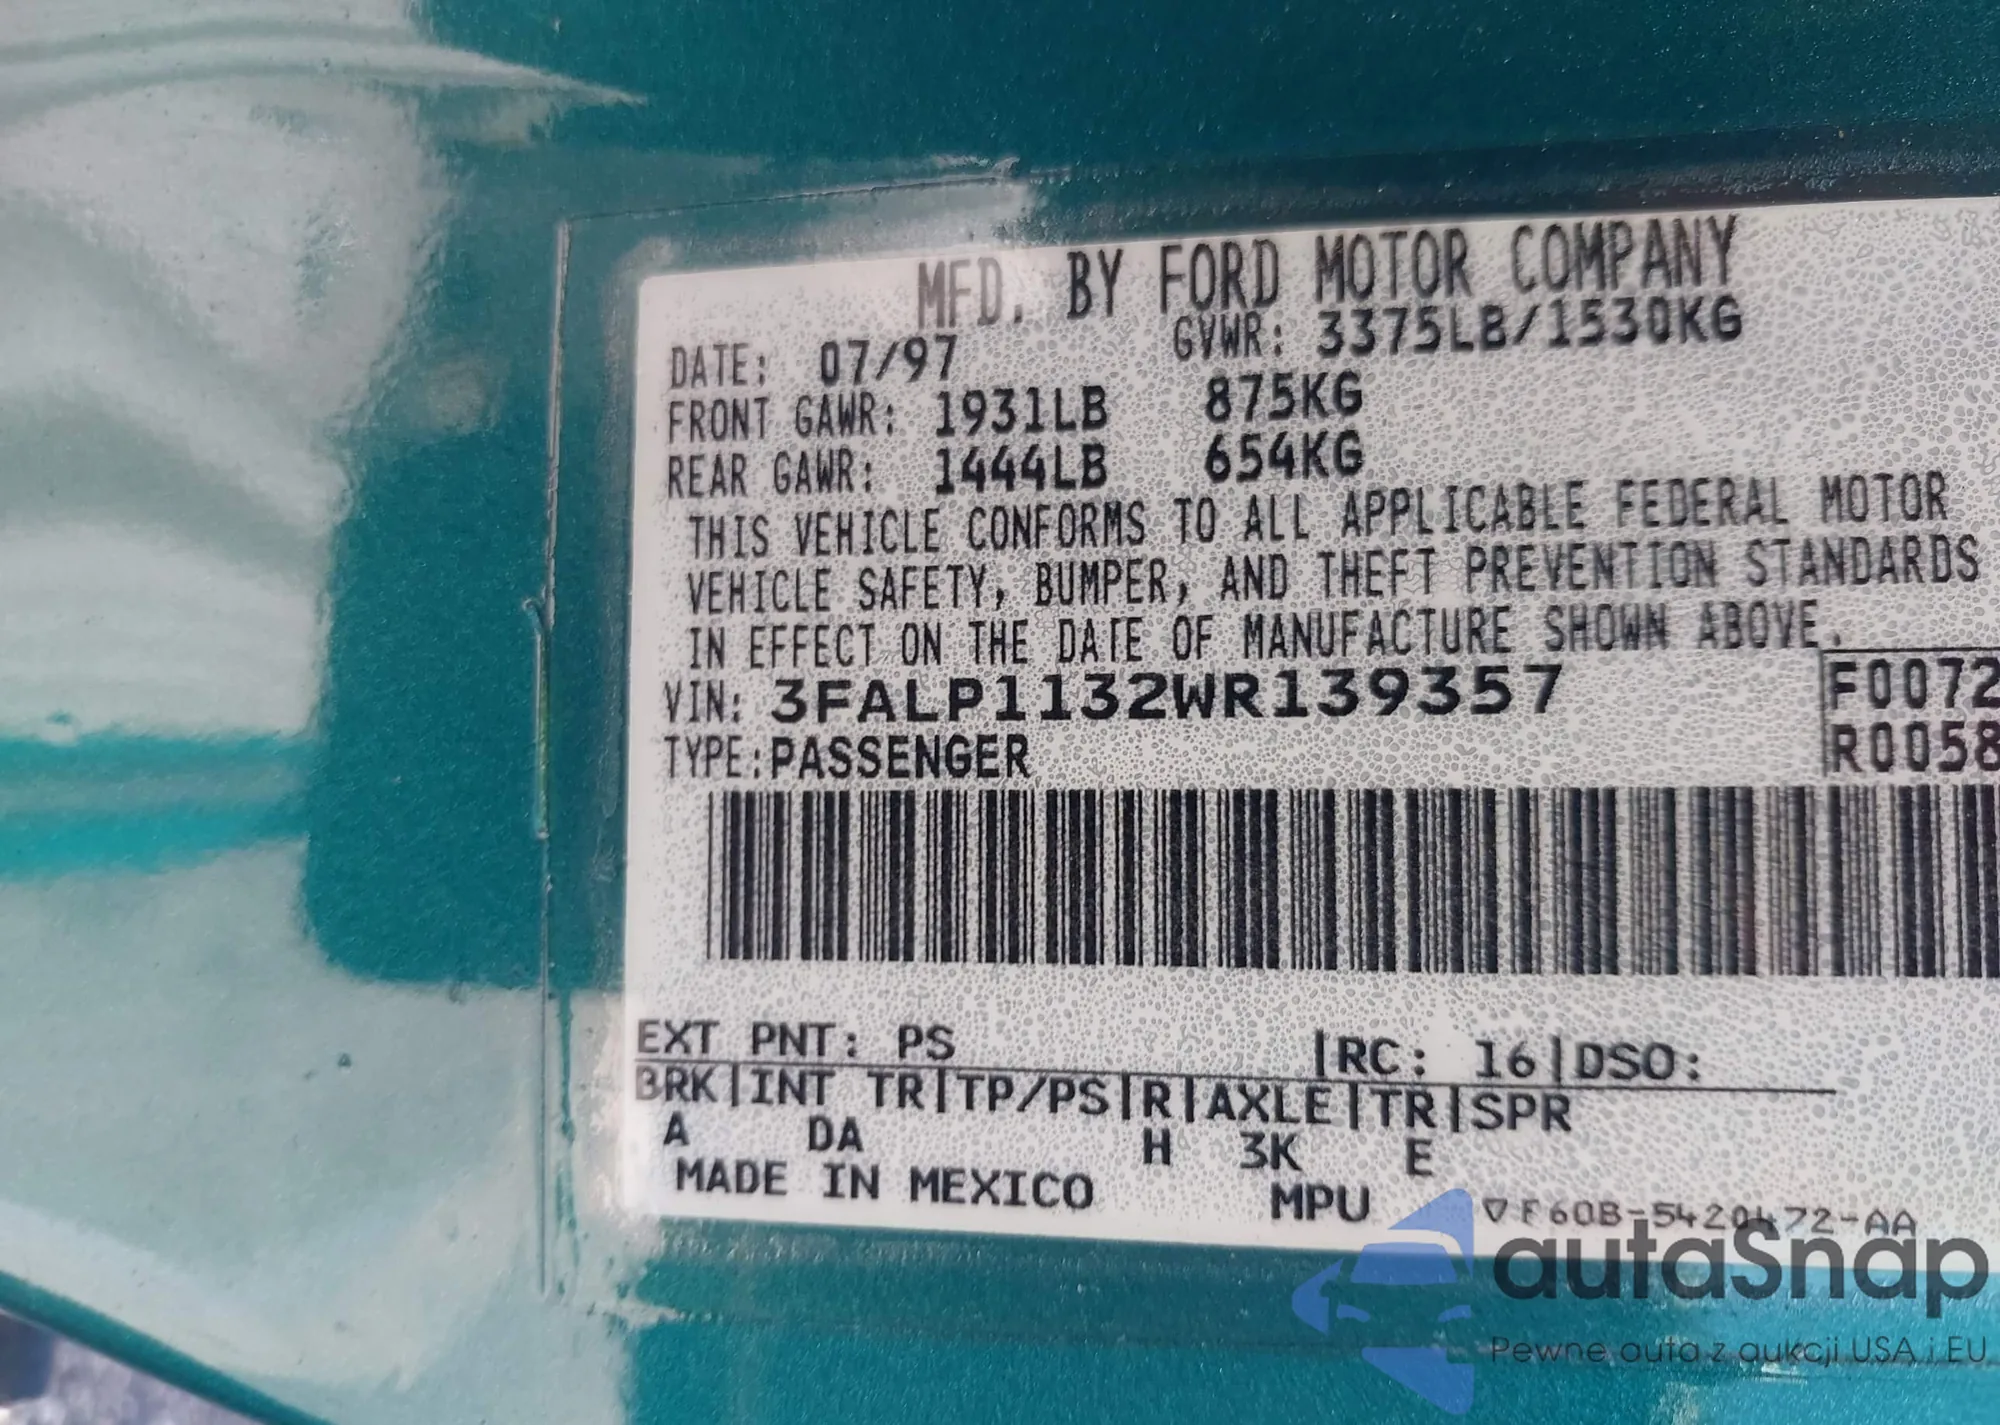 MFD. BY FORD MOTOR COMPANY
DATE: 07/97 GVWR: 3375LB/1530KG
FRONT GAWR: 1931LB 875KG
REAR GAWR: 1444LB 654KG
THIS VEHICLE CONFORMS TO ALL APPLICABLE FEDERAL MOTOR
VEHICLE SAFETY, BUMPER, AND THEFT PREVENTION STANDARDS
IN EFFECT ON THE DATE OF MANUFACTURE SHOWN ABOVE.
VIN: 3FALP1132WR139357 F0072
TYPE:PASSENGER R0058
EXT PNT: PS |RC: 16|DSO:
BRK|INT TR|TP/PS|R|AXLE|TR|SPR
A DA H 3K E
MADE IN MEXICO MPU ▽F60B-5420472-AA
autaSnap
Pewne auta z aukcji USA i EU